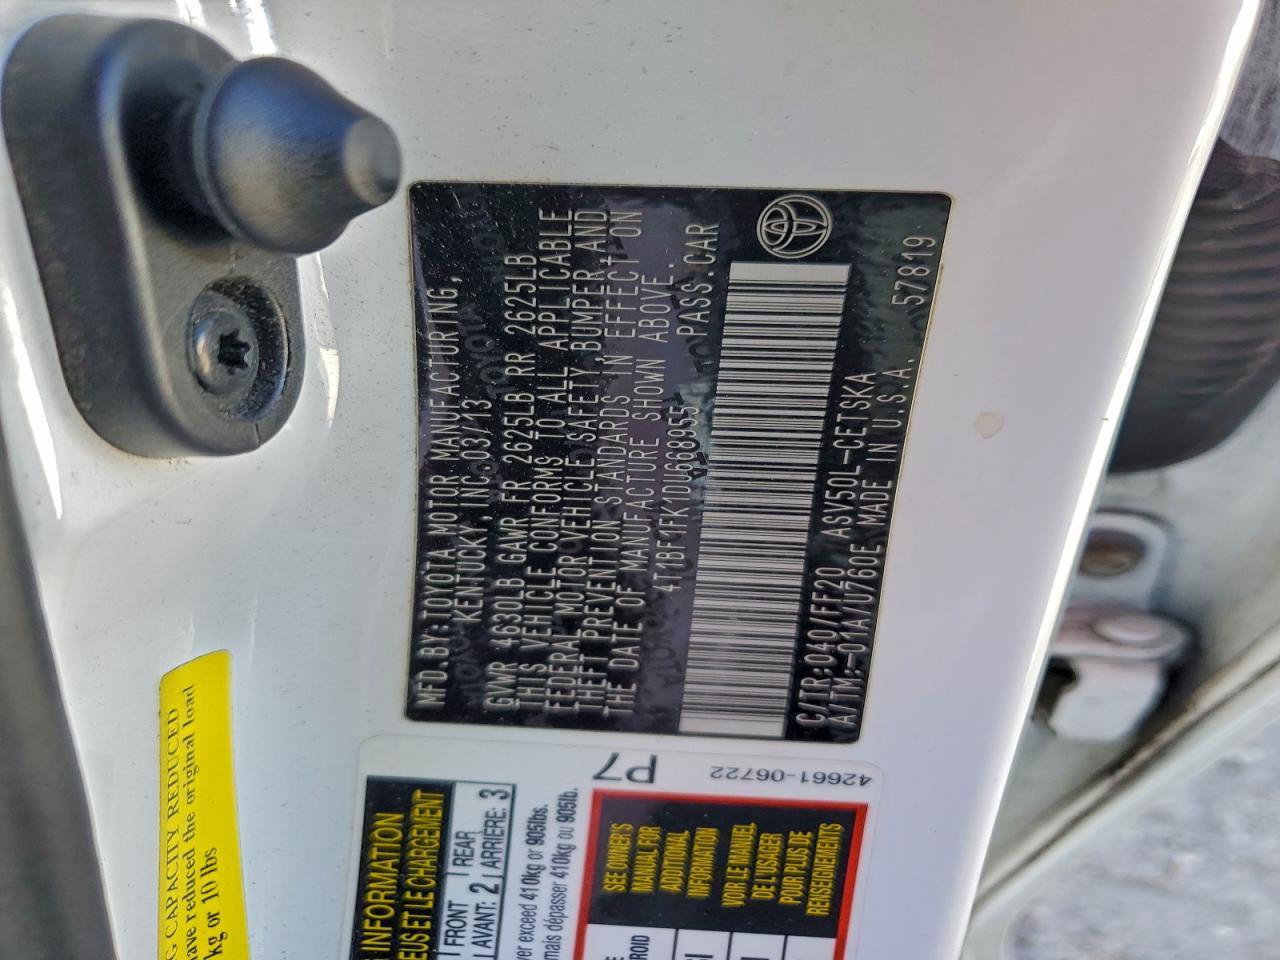 MFD.BY:TOYOTA MOTOR MANUFACTURING,
KENTUCKY, INC. 03/13
GVWR 4630LB GAWR FR 2625LB RR 2625LB
THIS VEHICLE CONFORMS TO ALL APPLICABLE
FEDERAL MOTOR VEHICLE SAFETY, BUMPER AND
THEFT PREVENTION STANDARDS IN EFFECT ON
THE DATE OF MANUFACTURE SHOWN ABOVE.
4T1BF1FK1DU668955 PASS.CAR
C/TR:040/FF20 ASV50L-CETSKA
A/TM:-01A/U760E MADE IN U.S.A. 57819
P7
42661-06722
INFORMATION
EUS ET LE CHARGEMENT
FRONT REAR
AVANT: 2 ARRIÈRE: 3
ver exceed 410kg or 905lbs.
mais dépasser 410kg ou 905lb.
SEE OWNER'S
MANUAL FOR
ADDITIONAL
INFORMATION
VOIR LE MANUEL
DE L'USAGER
POUR PLUS DE
RENSEIGNEMENTS
G CAPACITY REDUCED
ave reduced the original load
kg or 10 lbs